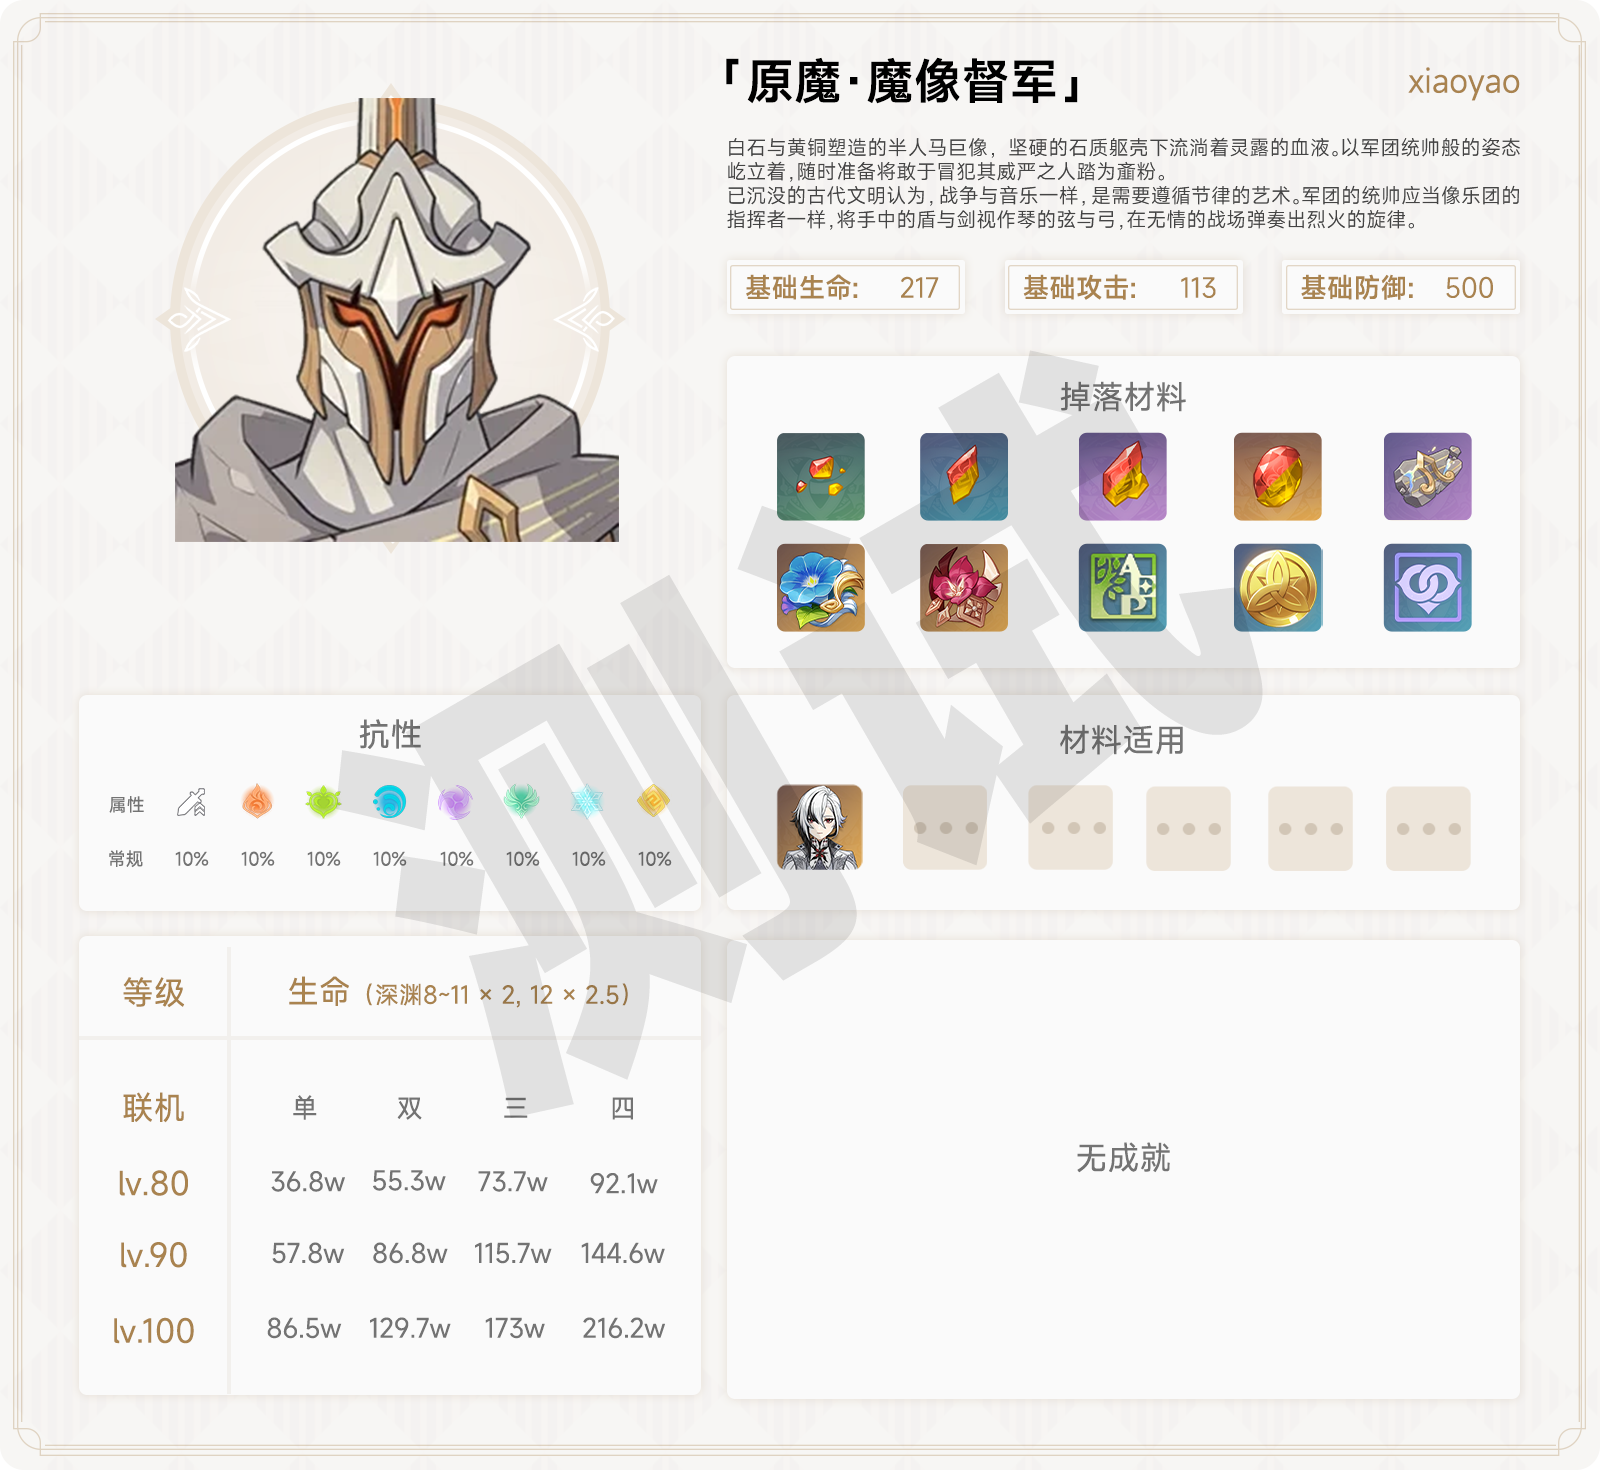 「原魔·魔像督军」
xiaoyao
白石与黄铜塑造的半人马巨像，坚硬的石质躯壳下流淌着灵露的血液。以军团统帅般的姿态
屹立着，随时准备将敢于冒犯其威严之人踏为齑粉。
已沉没的古代文明认为，战争与音乐一样，是需要遵循节律的艺术。军团的统帅应当像乐团的
指挥者一样，将手中的盾与剑视作琴的弦与弓，在无情的战场弹奏出烈火的旋律。
基础生命: 217
基础攻击: 113
基础防御: 500
掉落材料
AEP
抗性
属性
常规 10% 10% 10% 10% 10% 10% 10% 10%
材料适用
测试
等级 生命（深渊8~11 × 2, 12 × 2.5）
联机 单 双 三 四
lv.80 36.8w 55.3w 73.7w 92.1w
lv.90 57.8w 86.8w 115.7w 144.6w
lv.100 86.5w 129.7w 173w 216.2w
无成就